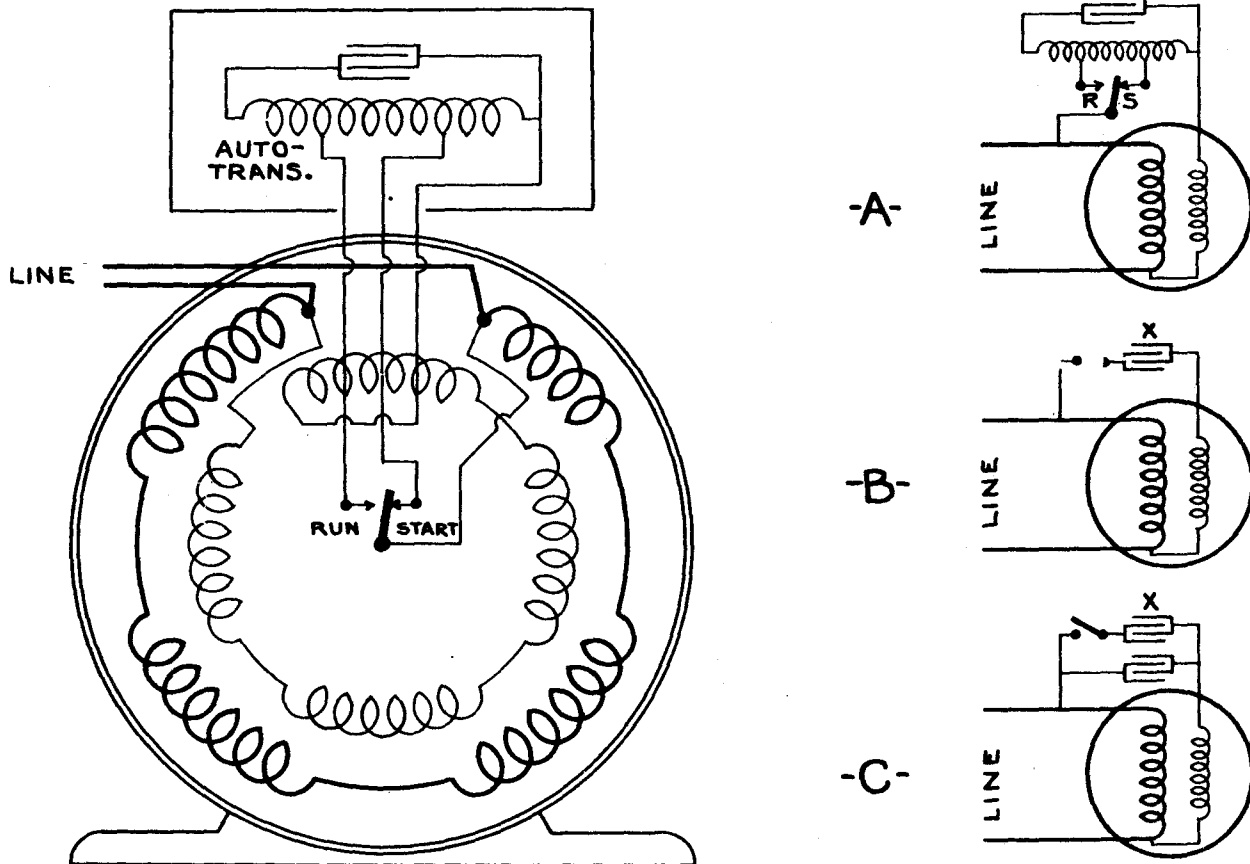 AUTO-
TRANS.
LINE
RUN START
R S
LINE
-A-
X
LINE
-B-
X
LINE
-C-